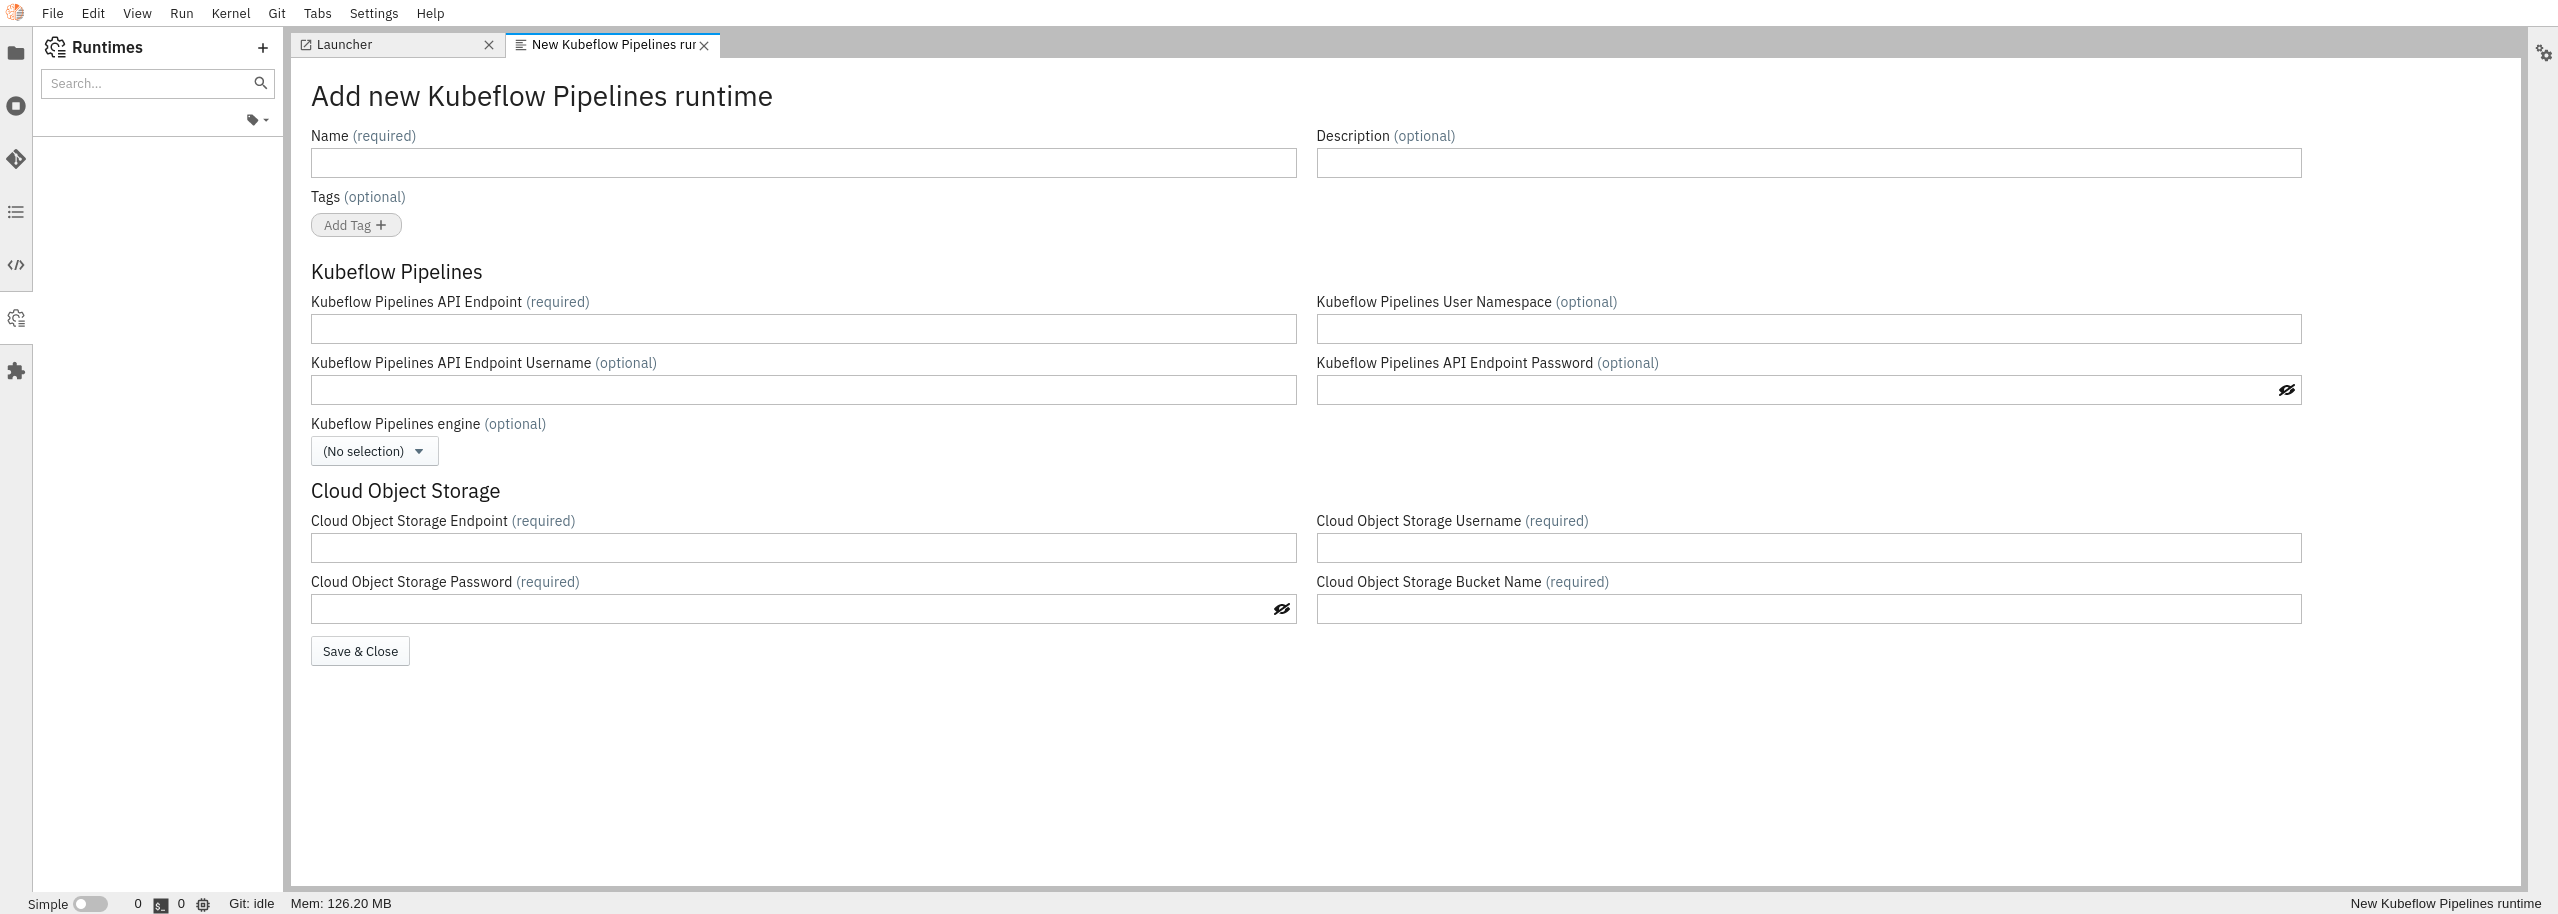 File Edit View Run Kernel Git Tabs Settings Help
Runtimes
Search...
Launcher
New Kubeflow Pipelines rur
Add new Kubeflow Pipelines runtime
Name (required)
Description (optional)
Tags (optional)
Add Tag +
Kubeflow Pipelines
Kubeflow Pipelines API Endpoint (required)
Kubeflow Pipelines User Namespace (optional)
Kubeflow Pipelines API Endpoint Username (optional)
Kubeflow Pipelines API Endpoint Password (optional)
Kubeflow Pipelines engine (optional)
(No selection)
Cloud Object Storage
Cloud Object Storage Endpoint (required)
Cloud Object Storage Username (required)
Cloud Object Storage Password (required)
Cloud Object Storage Bucket Name (required)
Save & Close
Simple 0 $_ 0 Git: idle Mem: 126.20 MB
New Kubeflow Pipelines runtime